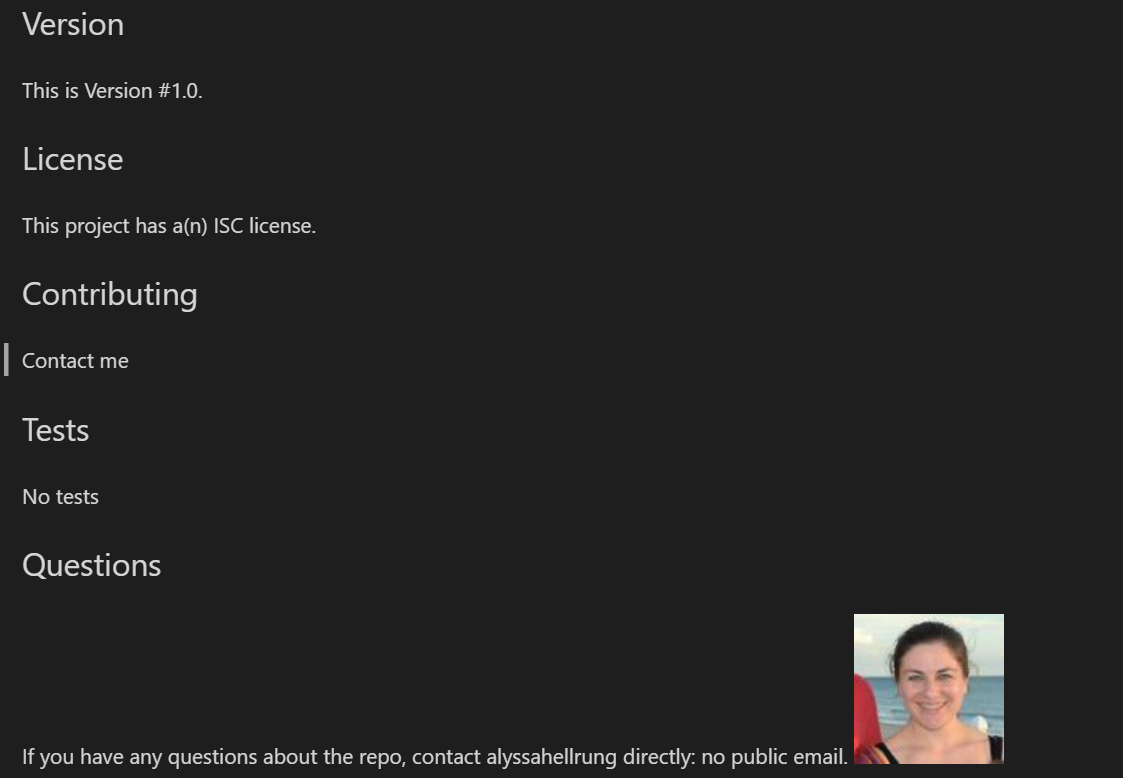 Version
This is Version #1.0.
License
This project has a(n) ISC license.
Contributing
Contact me
Tests
No tests
Questions
If you have any questions about the repo, contact alyssahellrung directly: no public email.